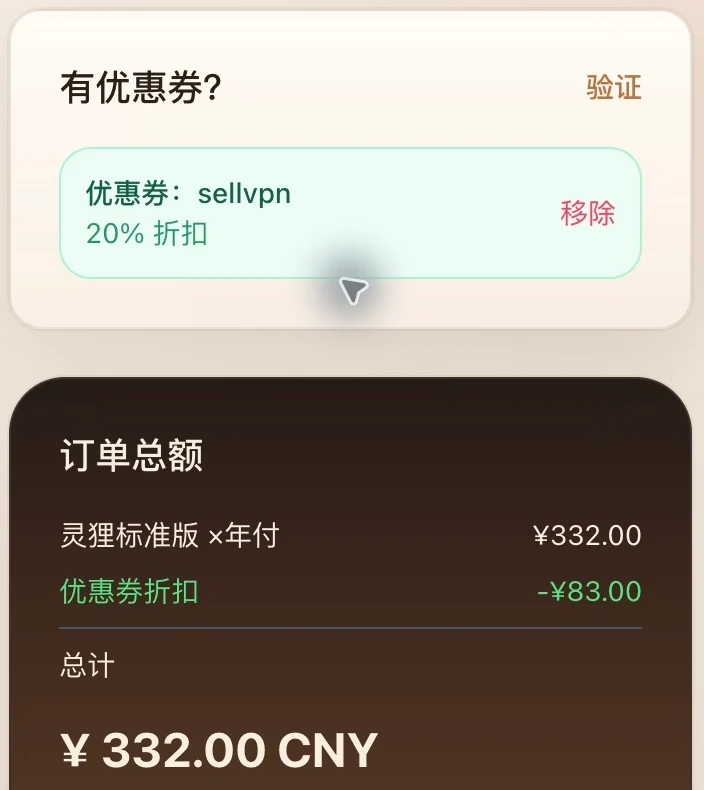 有优惠券?
验证
优惠券：sellvpn
20% 折扣
移除
订单总额
灵狸标准版 ×年付
¥332.00
优惠券折扣
-¥83.00
总计
¥ 332.00 CNY